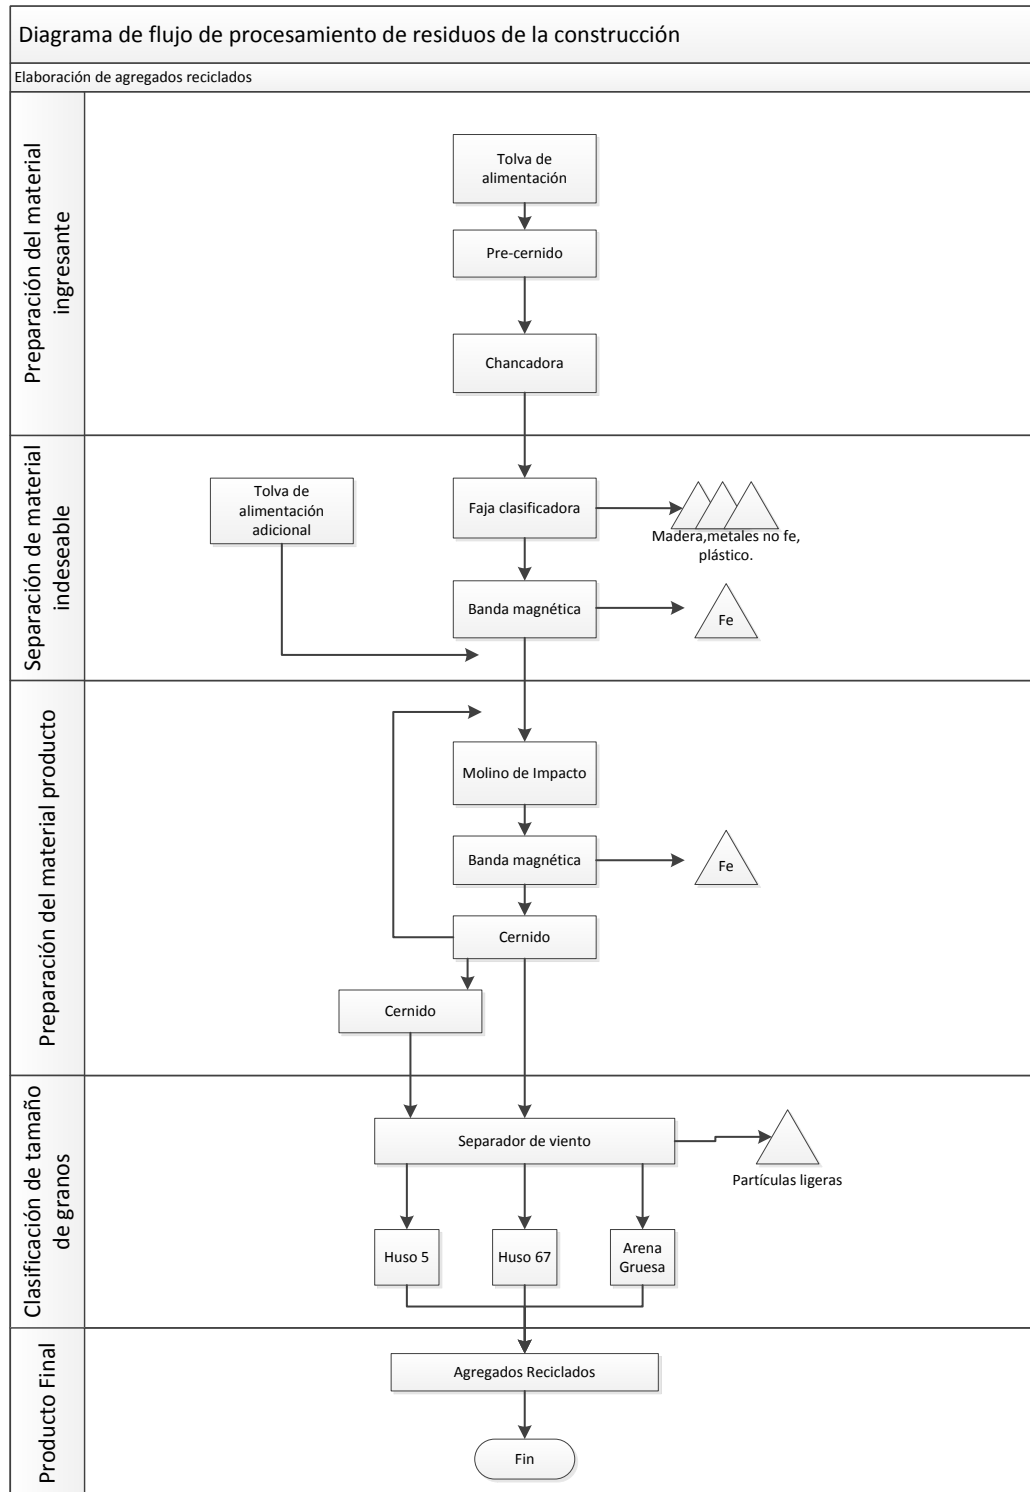 Diagrama de flujo de procesamiento de residuos de la construcción
Elaboración de agregados reciclados
Preparación del material
ingresante
Tolva de
alimentación
Pre-cernido
Chancadora
Separación de material
indeseable
Tolva de
alimentación
adicional
Faja clasificadora
Madera,metales no fe,
plástico.
Banda magnética
Fe
Preparación del material producto
Molino de Impacto
Banda magnética
Fe
Cernido
Cernido
Clasificación de tamaño
de granos
Separador de viento
Partículas ligeras
Huso 5
Huso 67
Arena
Gruesa
Producto Final
Agregados Reciclados
Fin